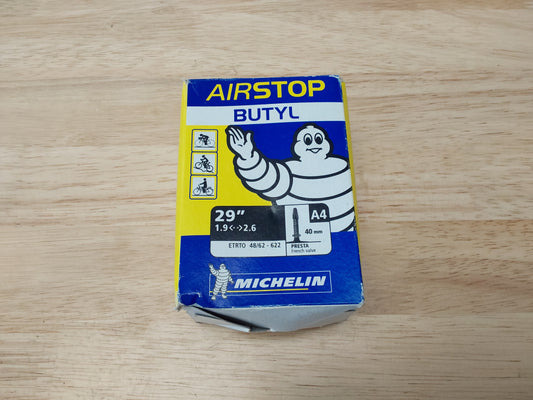 AIRSTOP
BUTYL
29”
1.9<-->2.6
A4
40 mm
ETRTO 48/62 - 622
PRESTA
French valve
MICHELIN